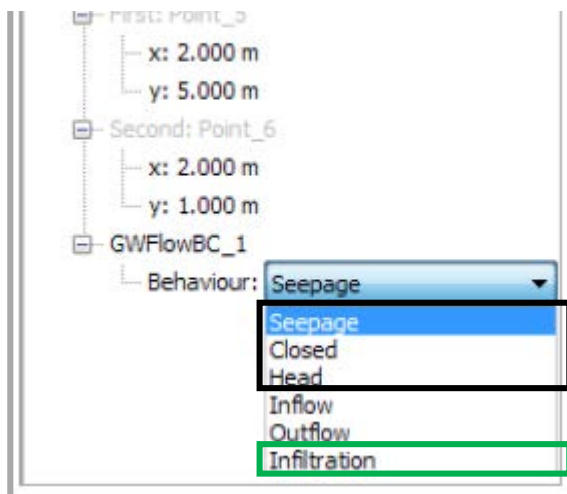 First: Point_5
x: 2.000 m
y: 5.000 m
Second: Point_6
x: 2.000 m
y: 1.000 m
GWFlowBC_1
Behaviour: Seepage
Seepage
Closed
Head
Inflow
Outflow
Infiltration